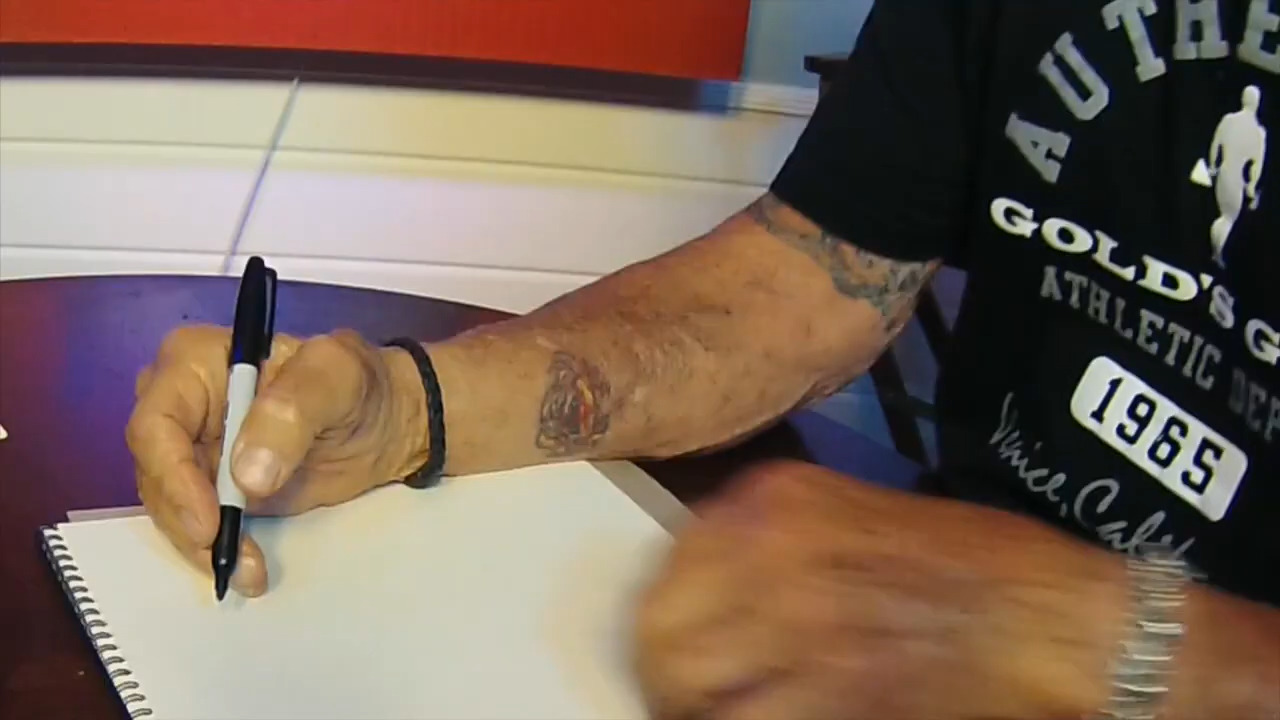 AUTHE
GOLD'S G
ATHLETIC DEP
1965
Venice, Calif